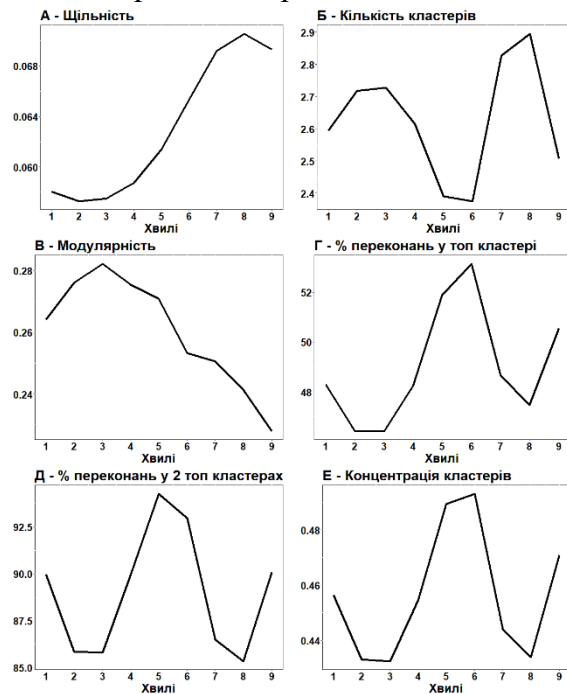 А - Щільність
0.068
0.064
0.060
1 2 3 4 5 6 7 8 9
Хвилі
Б - Кількість кластерів
2.9
2.8
2.7
2.6
2.5
2.4
1 2 3 4 5 6 7 8 9
Хвилі
В - Модулярність
0.28
0.26
0.24
1 2 3 4 5 6 7 8 9
Хвилі
Г - % переконань у топ кластері
52
50
48
1 2 3 4 5 6 7 8 9
Хвилі
Д - % переконань у 2 топ кластерах
92.5
90.0
87.5
85.0
1 2 3 4 5 6 7 8 9
Хвилі
Е - Концентрація кластерів
0.48
0.46
0.44
1 2 3 4 5 6 7 8 9
Хвилі